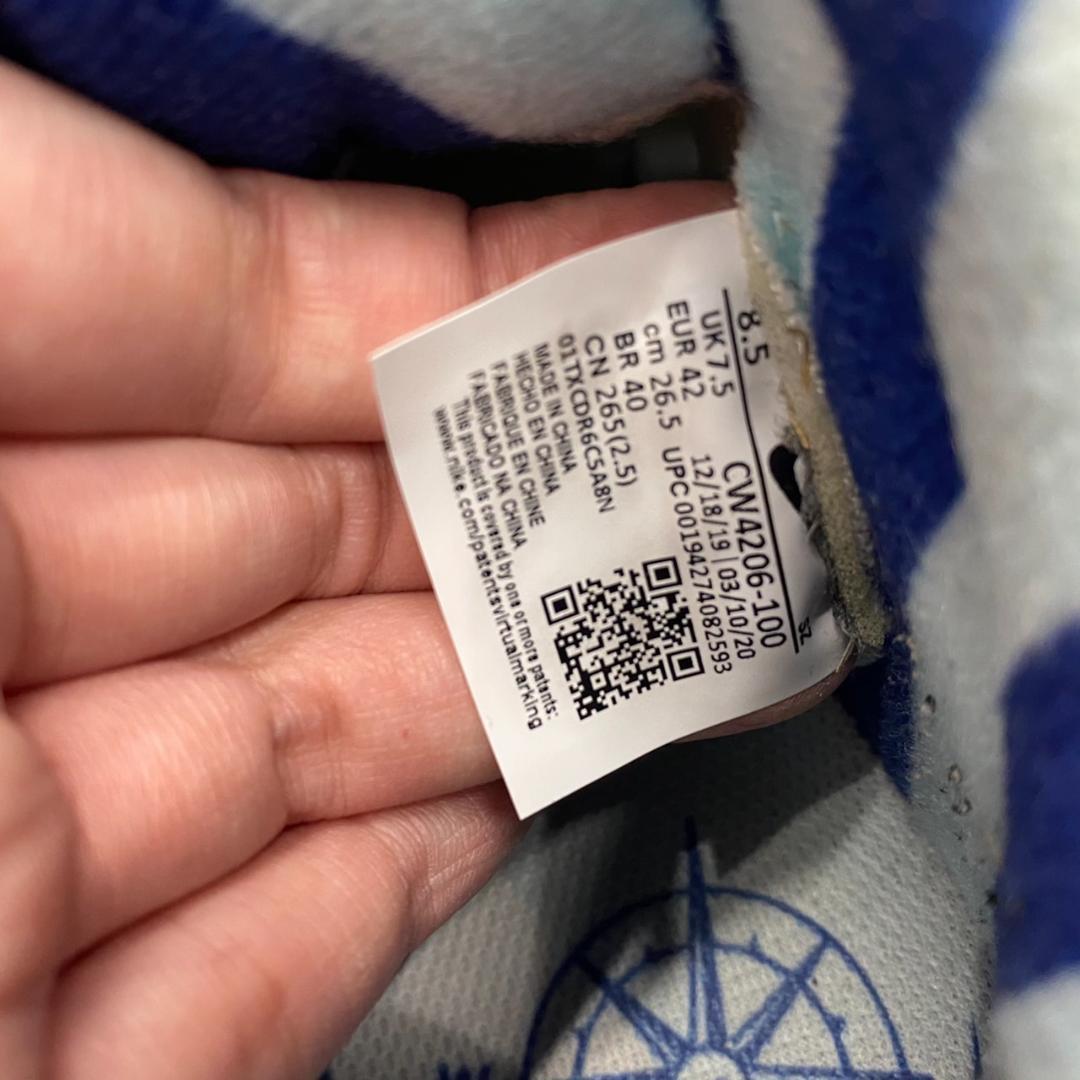 8.5
UK 7.5
EUR 42
cm 26.5
BR 40
CN 265(2.5)
01TXCDR6C5A8N
MADE IN CHINA
HECHO EN CHINA
FABRIQUE EN CHINE
FABRICADO NA CHINA
This product is covered by one or more patents:
www.nike.com/patentsvirtualmarking
SZ
CW4206-100
12/18/19 | 03/10/20
UPC 00194274082593
W